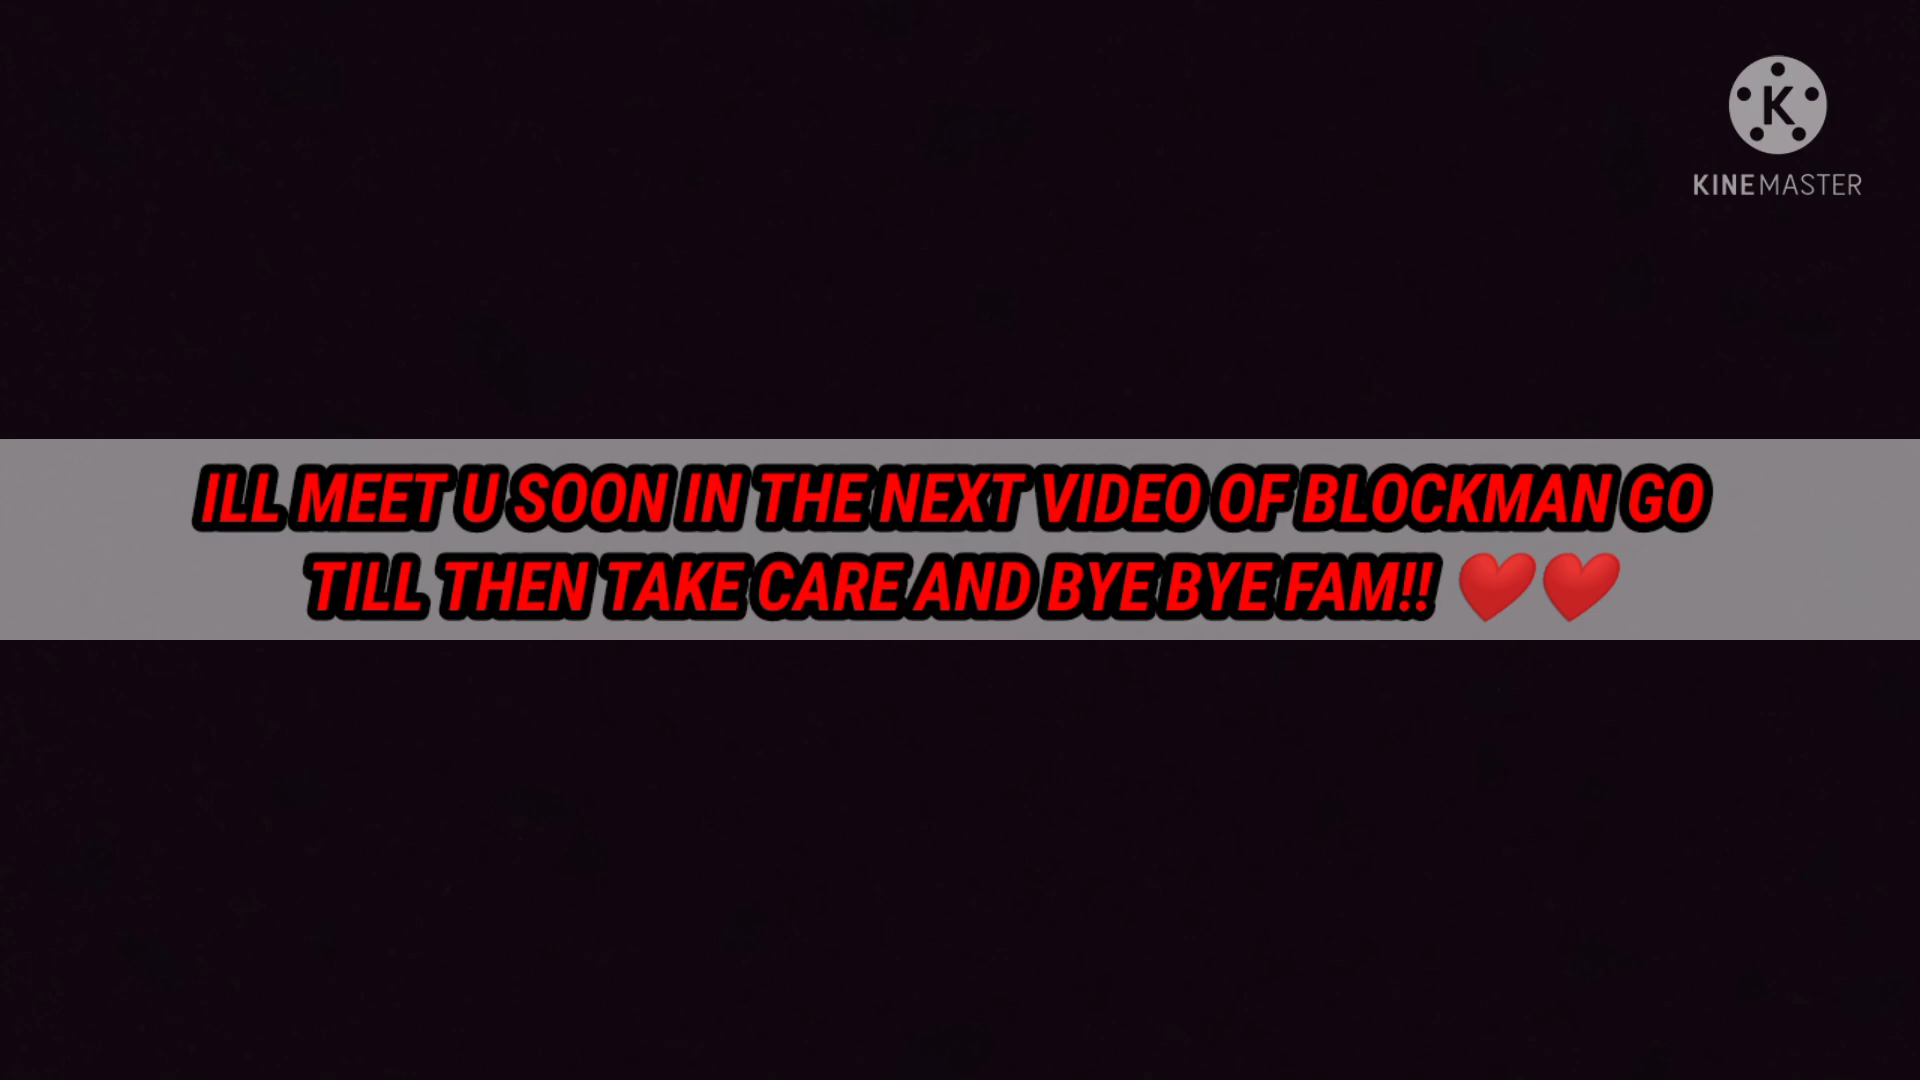 K
KINEMASTER
ILL MEET U SOON IN THE NEXT VIDEO OF BLOCKMAN GO
TILL THEN TAKE CARE AND BYE BYE FAM!! ❤️❤️